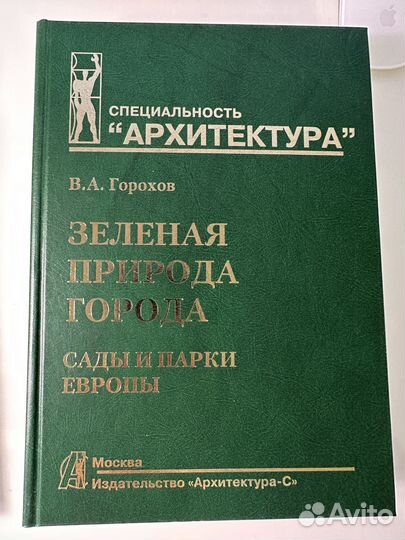 СПЕЦИАЛЬНОСТЬ
"АРХИТЕКТУРА"
В.А. Горохов
ЗЕЛЕНАЯ
ПРИРОДА
ГОРОДА
САДЫ И ПАРКИ
ЕВРОПЫ
Москва
Издательство «Архитектура-С»
Avito